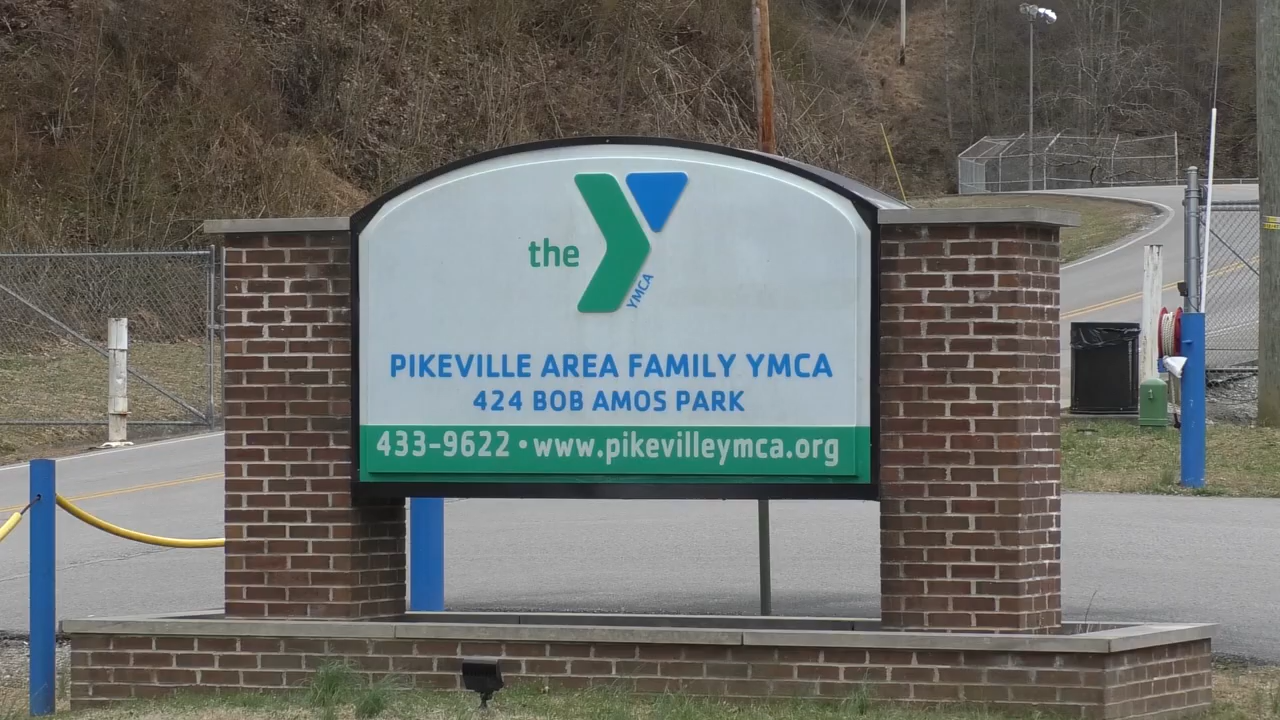 the
YMCA
PIKEVILLE AREA FAMILY YMCA
424 BOB AMOS PARK
433-9622 • www.pikevilleymca.org